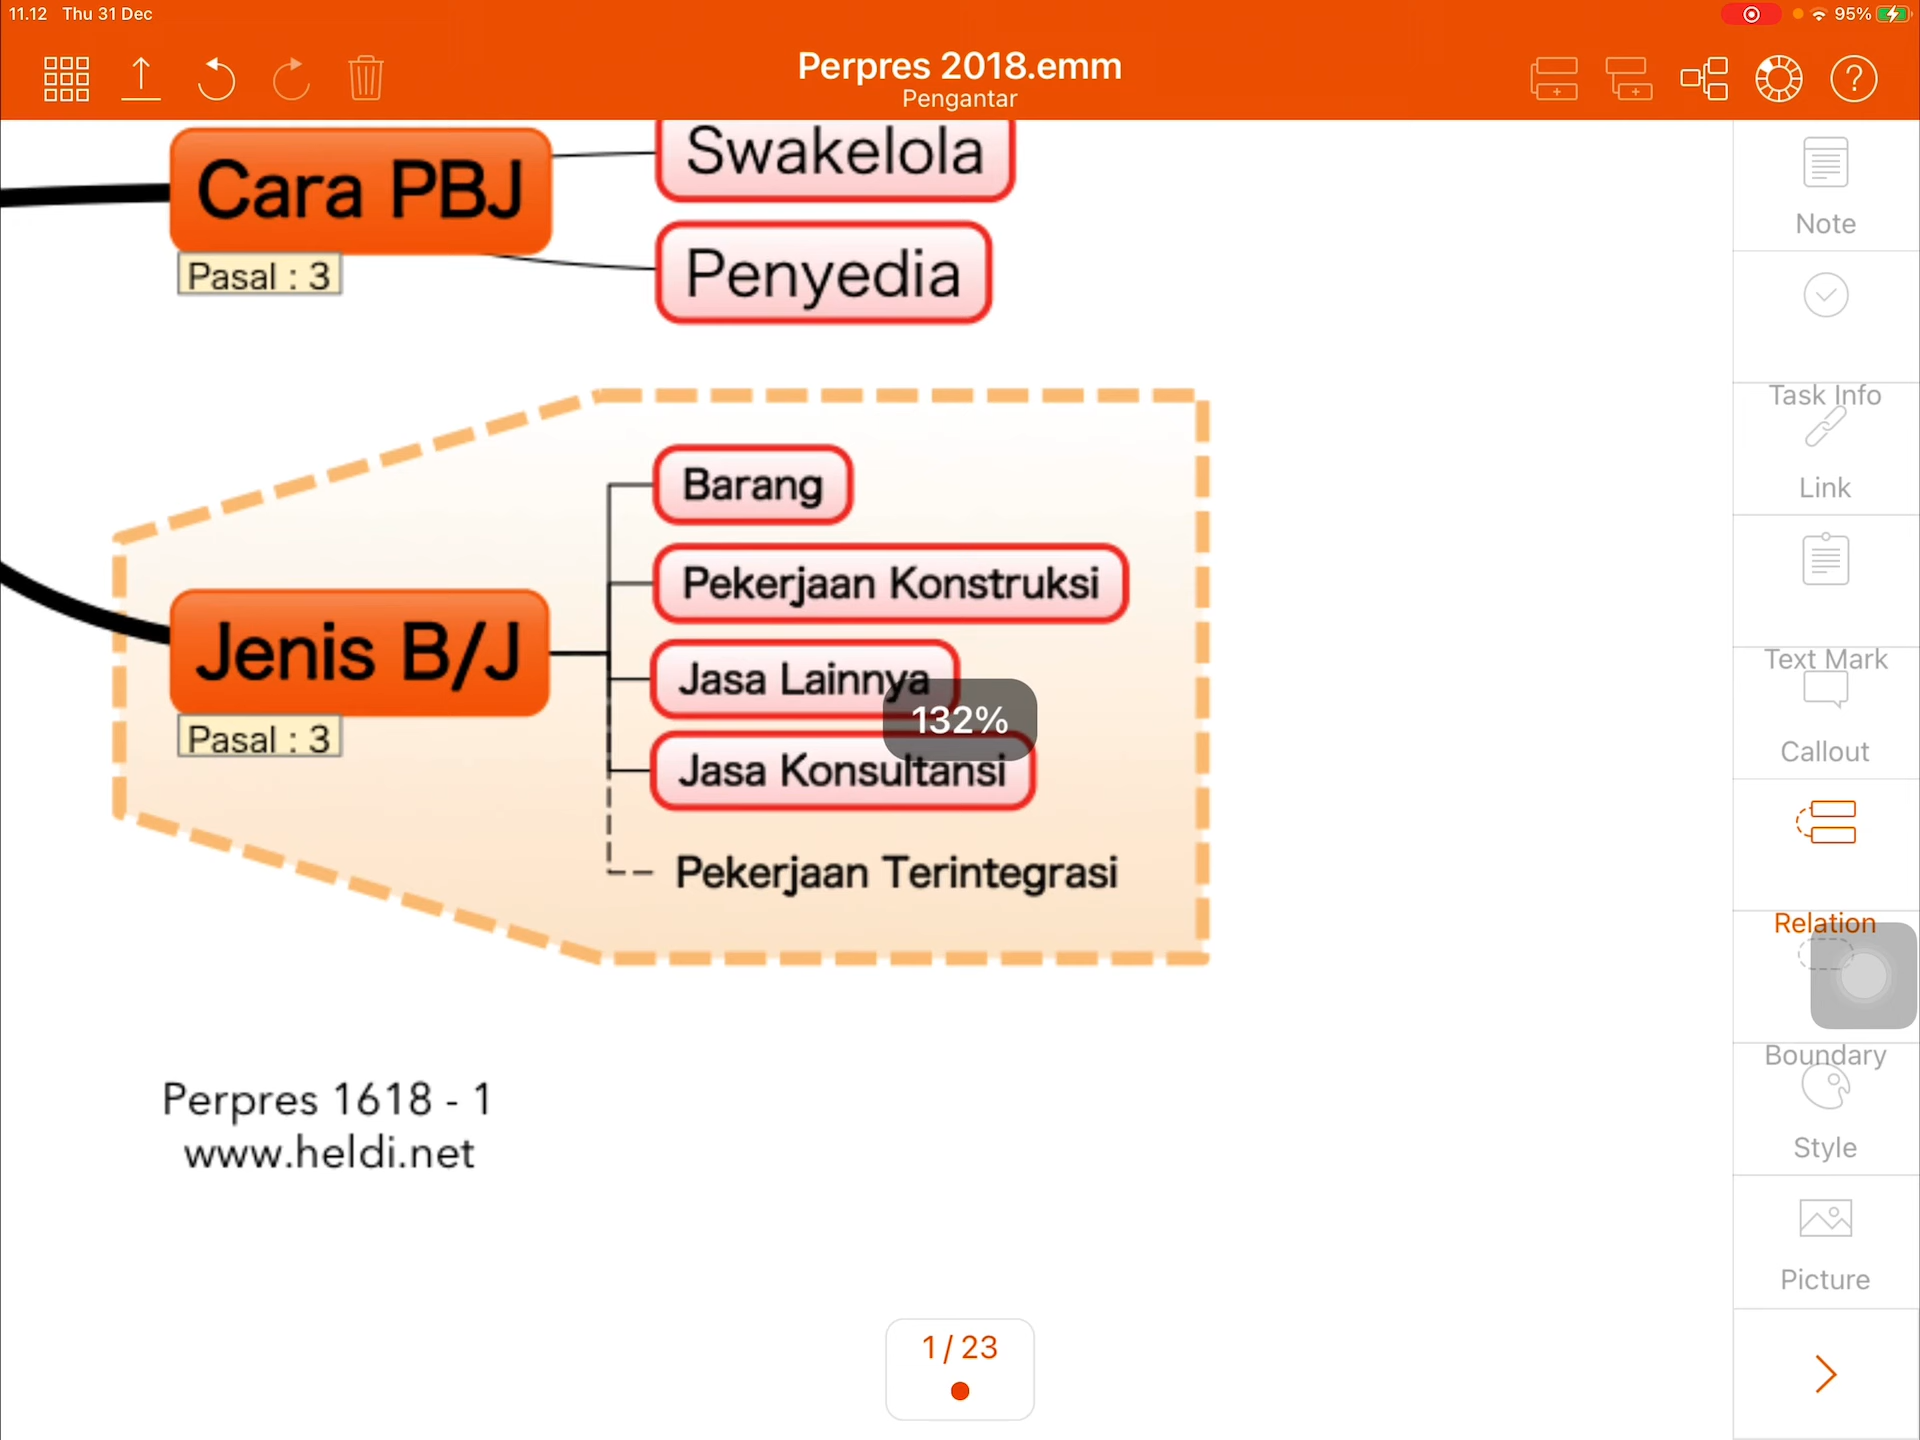 11.12 Thu 31 Dec
95%
Perpres 2018.emm
Pengantar
Swakelola
Cara PBJ
Pasal : 3
Penyedia
Barang
Pekerjaan Konstruksi
Jenis B/J
Pasal : 3
Jasa Lainnya
132%
Jasa Konsultansi
Pekerjaan Terintegrasi
Perpres 1618 - 1
www.heldi.net
1 / 23
Note
Task Info
Link
Text Mark
Callout
Relation
Boundary
Style
Picture